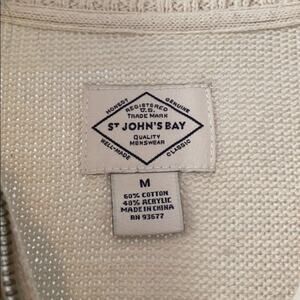 HONEST GENUINE
REGISTERED
U.S.
TRADE MARK
ST JOHN'S BAY
QUALITY
MENSWEAR
WELL-MADE CLASSIC
M
60% COTTON
40% ACRYLIC
MADE IN CHINA
RN 93677